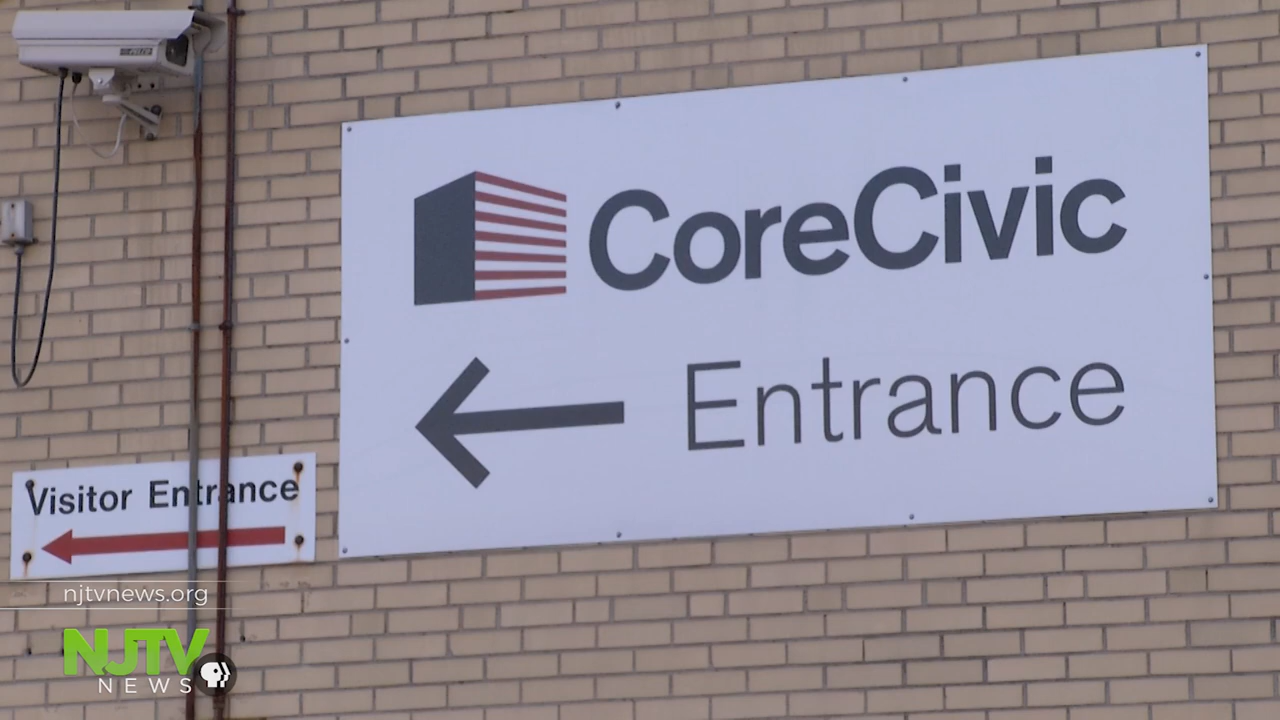 CoreCivic
Entrance
Visitor Entrance
njtvnews.org
NJTV
NEWS